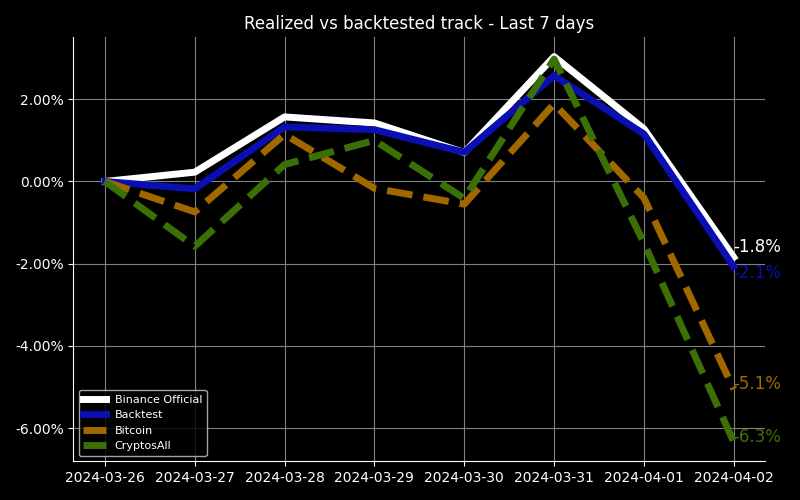 Realized vs backtested track - Last 7 days
2.00%
0.00%
-2.00%
-4.00%
-6.00%
-1.8%
-2.1%
-5.1%
-6.3%
Binance Official
Backtest
Bitcoin
CryptosAll
2024-03-26 2024-03-27 2024-03-28 2024-03-29 2024-03-30 2024-03-31 2024-04-01 2024-04-02